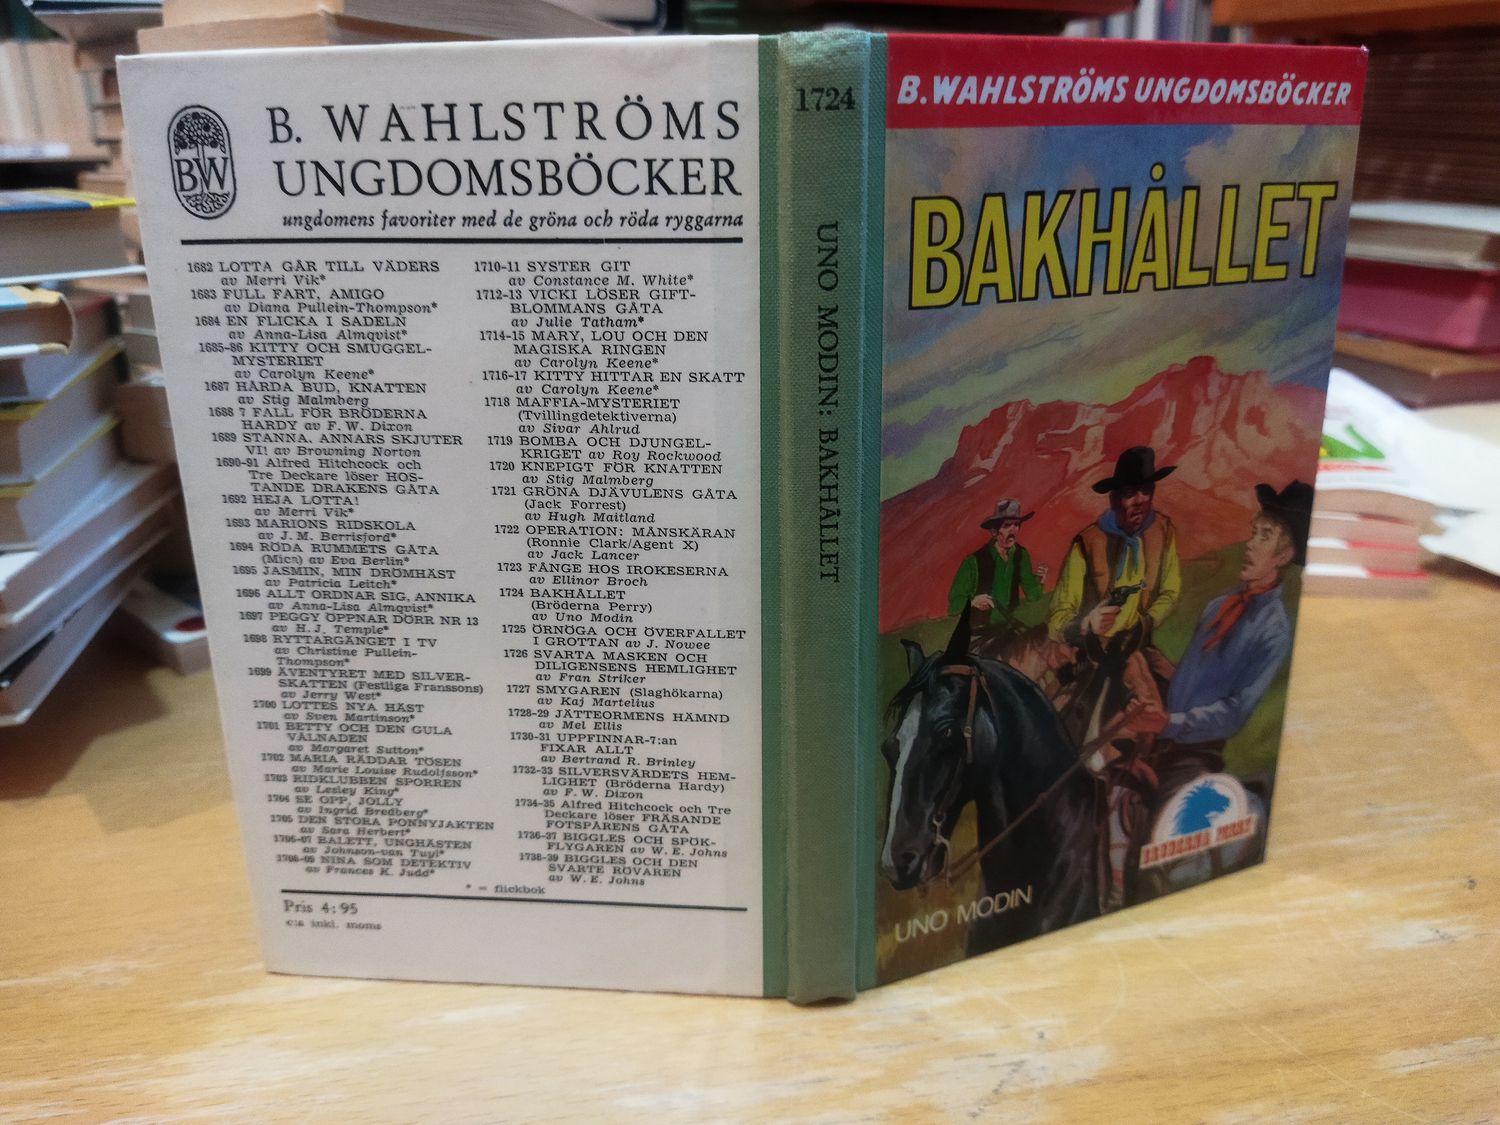 BW
B. WAHLSTRÖMS
UNGDOMSBÖCKER
ungdomens favoriter med de gröna och röda ryggarna
1682 LOTTA GÅR TILL VÄDERS
av Merri Vik*
1683 FULL FART, AMIGO
av Diana Pullein-Thompson*
1684 EN FLICKA I SADELN
av Anna-Lisa Almqvist*
1685-86 KITTY OCH SMUGGEL-
MYSTERIET
av Carolyn Keene*
1687 HÅRDA BUD, KNATTEN
av Stig Malmberg
1688 7 FALL FÖR BRÖDERNA
HARDY av F. W. Dixon
1689 STANNA, ANNARS SKJUTER
VI! av Browning Norton
1690-91 Alfred Hitchcock och
Tre Deckare löser HOS-
TANDE DRAKENS GÅTA
1692 HEJA LOTTA!
av Merri Vik*
1693 MARIONS RIDSKOLA
av J. M. Berrisford*
1694 RÖDA RUMMETS GÅTA
(Mica) av Eva Berlin*
1695 JASMIN, MIN DRÖMHÄST
av Patricia Leitch*
1696 ALLT ORDNAR SIG, ANNIKA
av Anna-Lisa Almqvist*
1697 PEGGY ÖPPNAR DÖRR NR 13
av H. J. Temple*
1698 RYTTARGÄNGET I TV
av Christine Pullein-
Thompson*
1699 ÄVENTYRET MED SILVER-
SKATTEN (Festliga Franssons)
av Jerry West*
1700 LOTTES NYA HÄST
av Sven Martinson*
1701 BETTY OCH DEN GULA
VÅLNADEN
av Margaret Sutton*
1702 MARIA RÄDDAR TÖSEN
av Marie Louise Rudolfsson*
1703 RIDKLUBBEN SPORREN
av Lesley King*
1704 SE OPP, JOLLY
av Ingrid Bredberg*
1705 DEN STORA PONNYJAKTEN
av Sara Herbert*
1706-07 BALETT, UNGHÄSTEN
av Johnson-van Tuyl*
1708-09 NINA SOM DETEKTIV
av Frances K. Judd*
1710-11 SYSTER GIT
av Constance M. White*
1712-13 VICKI LÖSER GIFT-
BLOMMANS GÅTA
av Julie Tatham*
1714-15 MARY, LOU OCH DEN
MAGISKA RINGEN
av Carolyn Keene*
1716-17 KITTY HITTAR EN SKATT
av Carolyn Keene*
1718 MAFFIA-MYSTERIET
(Tvillingdetektiverna)
av Sivar Ahlrud
1719 BOMBA OCH DJUNGEL-
KRIGET av Roy Rockwood
1720 KNEPIGT FÖR KNATTEN
av Stig Malmberg
1721 GRÖNA DJÄVULENS GÅTA
(Jack Forrest)
av Hugh Maitland
1722 OPERATION: MÅNSKÄRAN
(Ronnie Clark/Agent X)
av Jack Lancer
1723 FÅNGE HOS IROKESERNA
av Ellinor Broch
1724 BAKHÅLLET
(Bröderna Perry)
av Uno Modin
1725 ÖRNÖGA OCH ÖVERFALLET
I GROTTAN av J. Nowee
1726 SVARTA MASKEN OCH
DILIGENSENS HEMLIGHET
av Fran Striker
1727 SMYGAREN (Slaghökarna)
av Kaj Martelius
1728-29 JÄTTEORMENS HÄMND
av Mel Ellis
1730-31 UPPFINNAR-7:an
FIXAR ALLT
av Bertrand R. Brinley
1732-33 SILVERSVÄRDETS HEM-
LIGHET (Bröderna Hardy)
av F. W. Dixon
1734-35 Alfred Hitchcock och Tre
Deckare löser FRÄSANDE
FOTSPÅRENS GÅTA
1736-37 BIGGLES OCH SPÖK-
FLYGAREN av W. E. Johns
1738-39 BIGGLES OCH DEN
SVARTE RÖVAREN
av W. E. Johns
* = flickbok
Pris 4:95
c:a inkl. moms
1724
UNO MODIN: BAKHÅLLET
B. WAHLSTRÖMS UNGDOMSBÖCKER
BAKHÅLLET
BRÖDERNA PERRY
UNO MODIN